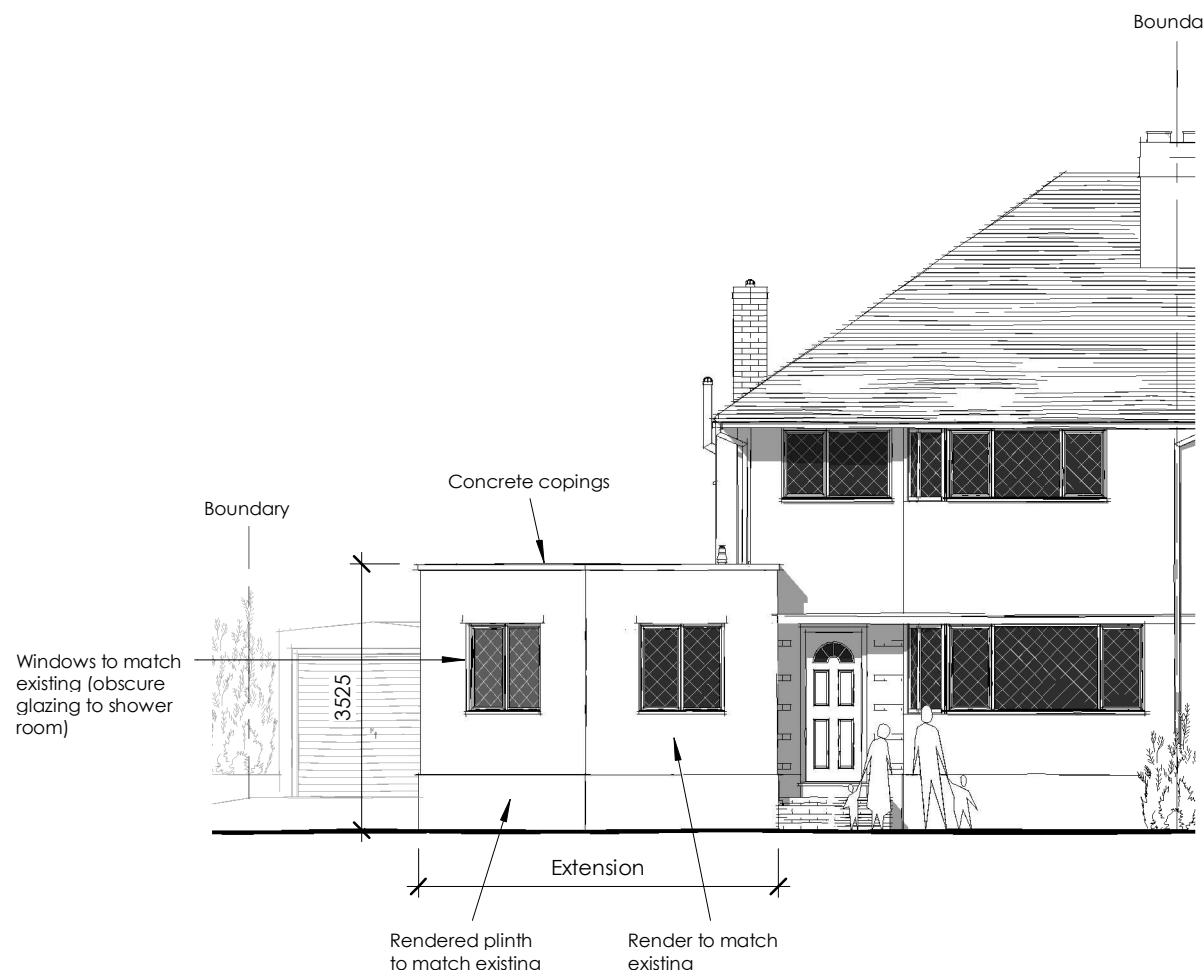 Bounda
Concrete copings
Boundary
Windows to match
existing (obscure
glazing to shower
room)
3525
Extension
Rendered plinth
to match existing
Render to match
existing